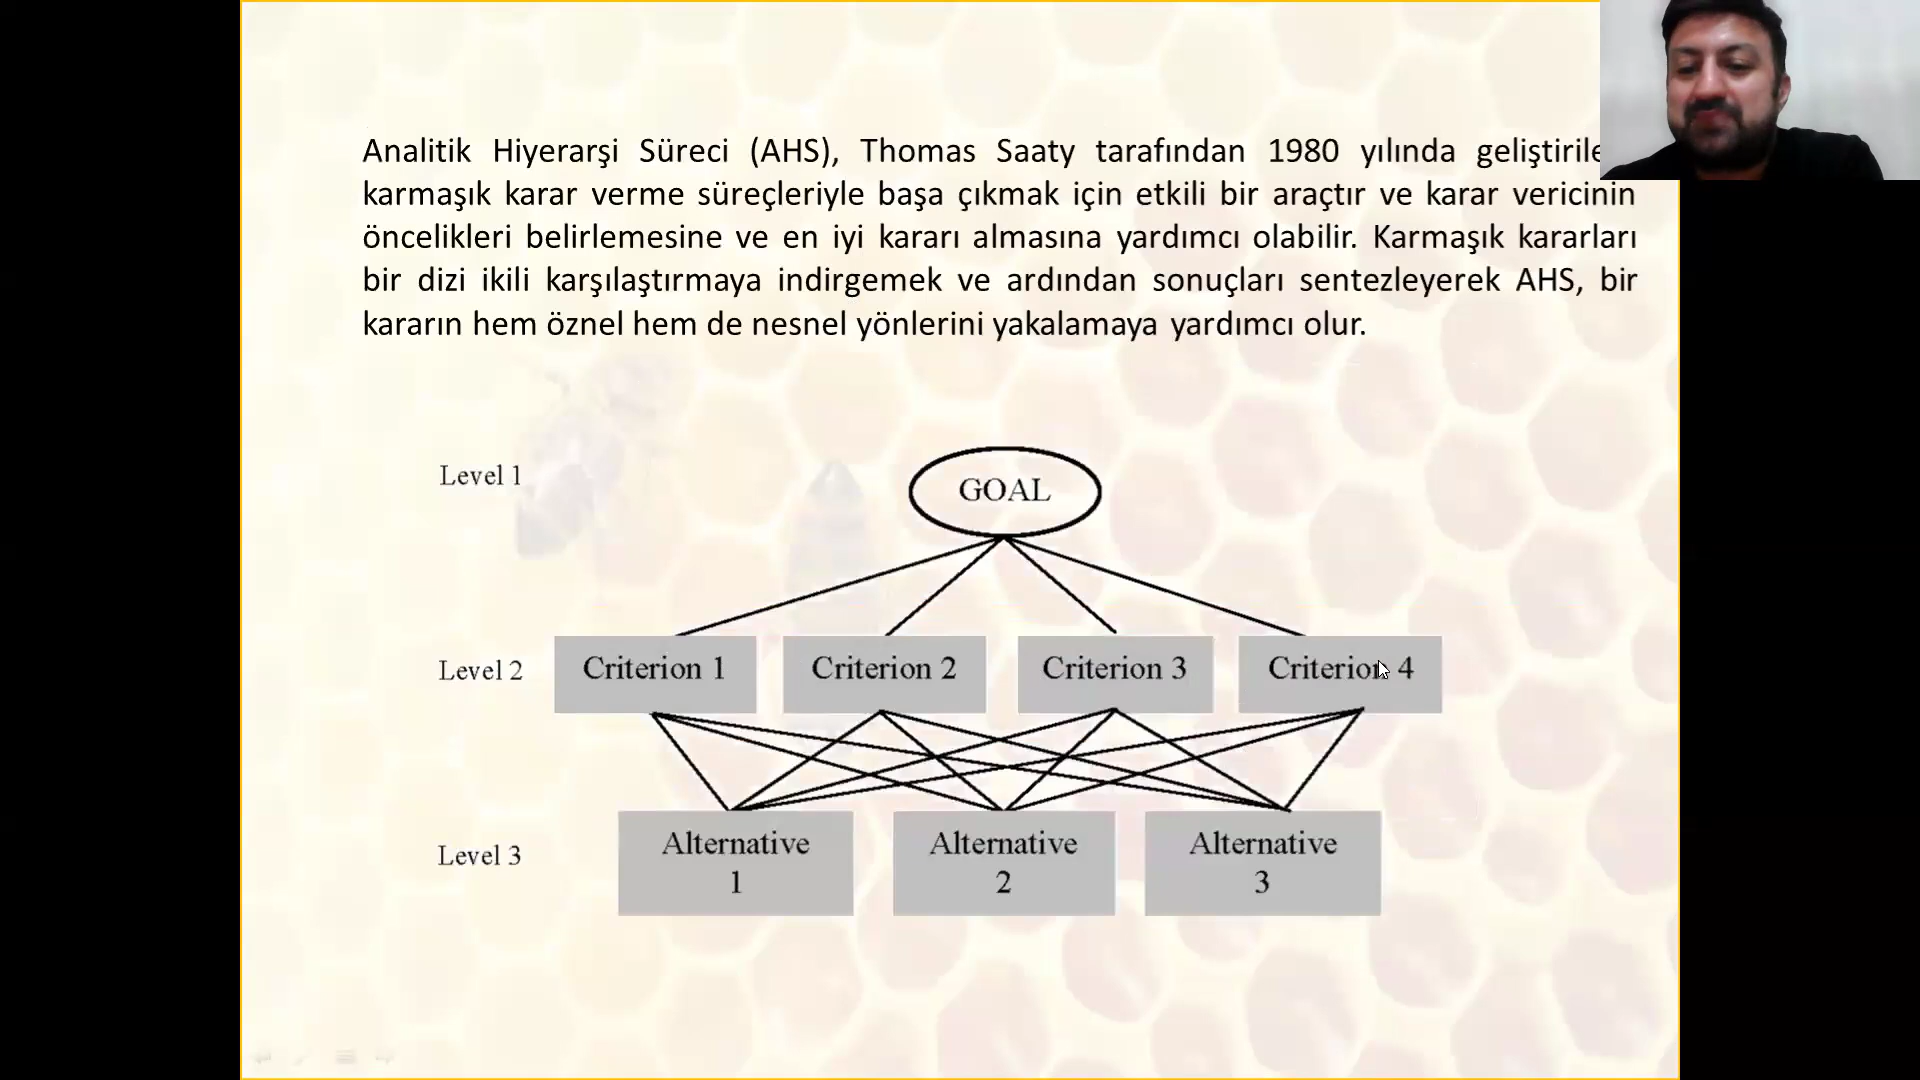 Analitik Hiyerarşi Süreci (AHS), Thomas Saaty tarafından 1980 yılında
karmaşık karar verme süreçleriyle başa çıkmak için etkili bir araçtır ve karar vericinin
öncelikleri belirlemesine ve en iyi kararı almasına yardımcı olabilir. Karmaşık kararları
bir dizi ikili karşılaştırmaya indirgemek ve ardından sonuçları sentezleyerek AHS, bir
kararın hem öznel hem de nesnel yönlerini yakalamaya yardımcı olur.
Level 1
GOAL
Level 2
Criterion 1
Criterion 2
Criterion 3
Criterion 4
Level 3
Alternative
1
Alternative
2
Alternative
3